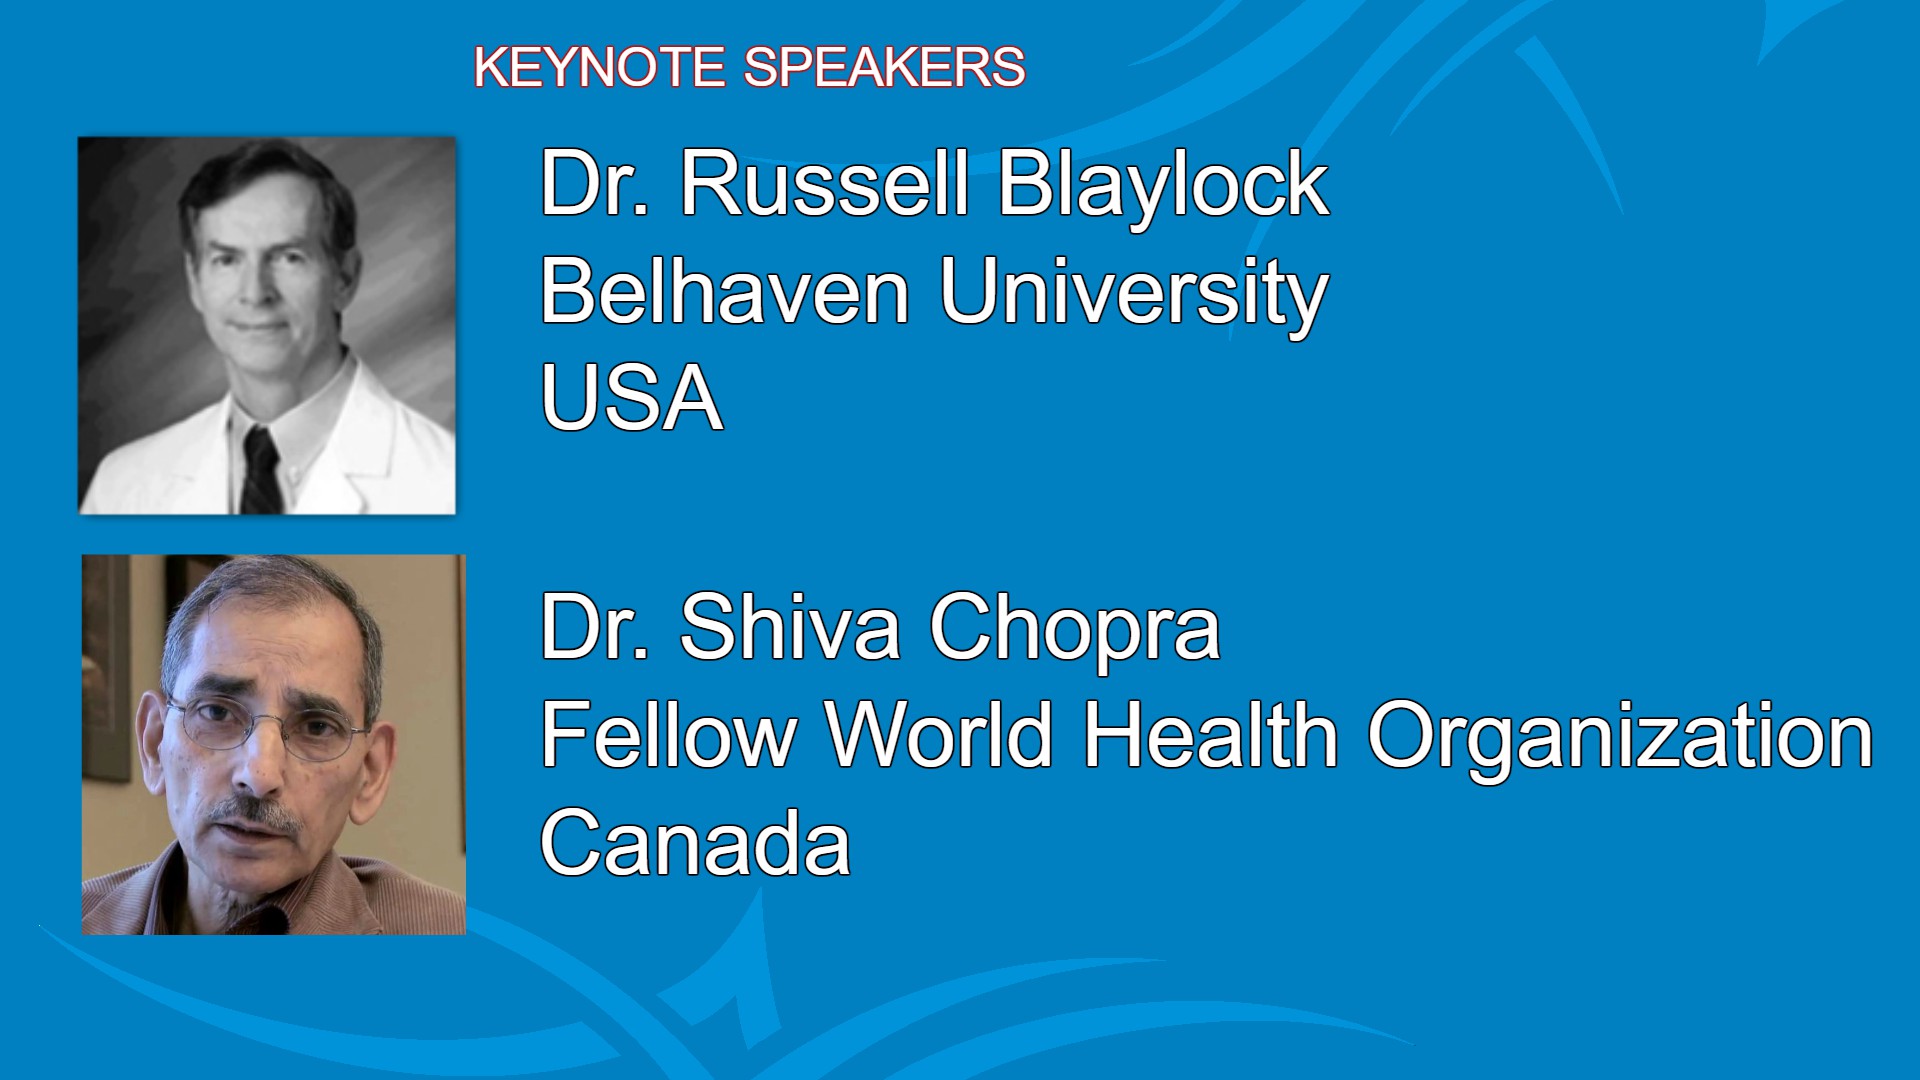 KEYNOTE SPEAKERS
Dr. Russell Blaylock
Belhaven University
USA
Dr. Shiva Chopra
Fellow World Health Organization
Canada